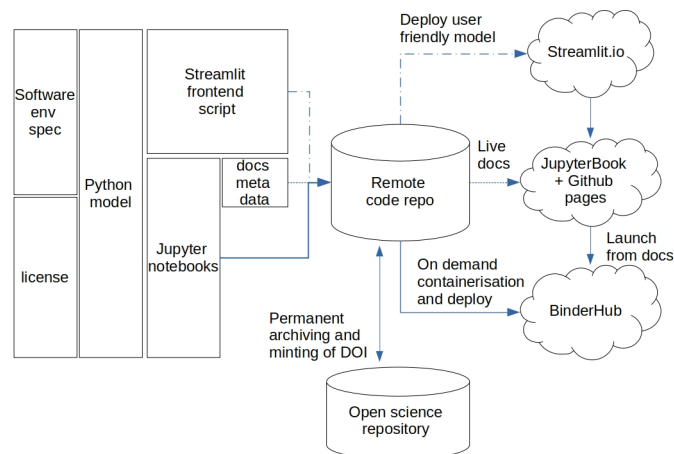 Software
env
spec
license
Python
model
Streamlit
frontend
script
docs
meta
data
Jupyter
notebooks
Remote
code repo
Deploy user
friendly model
Streamlit.io
Live
docs
JupyterBook
+ Github
pages
Launch
from docs
On demand
containerisation
and deploy
BinderHub
Permanent
archiving and
minting of DOI
Open science
repository